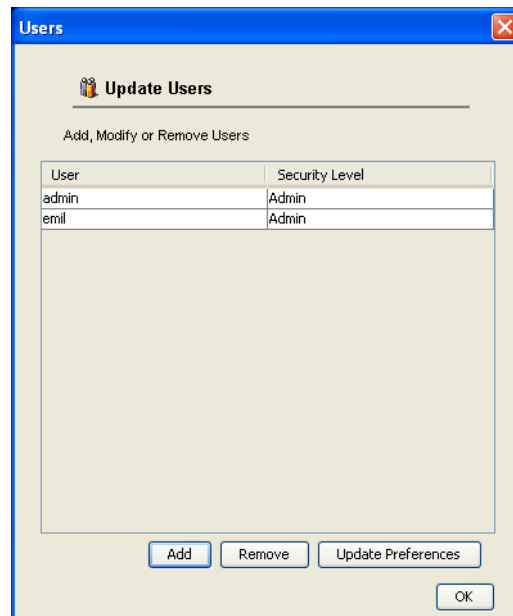 Users
Update Users
Add, Modify or Remove Users
User Security Level
admin Admin
emil Admin
Add Remove Update Preferences
OK